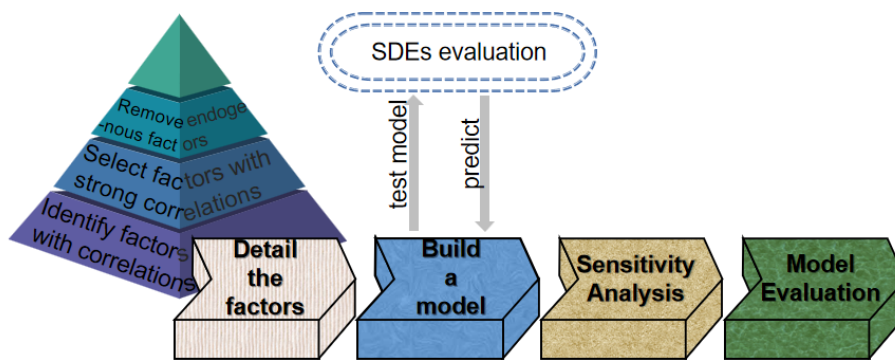 SDEs evaluation
Remove endoge
-nous factors
Select factors with
strong correlations
Identify factors
with correlations
test model
predict
Detail
the
factors
Build
a
model
Sensitivity
Analysis
Model
Evaluation